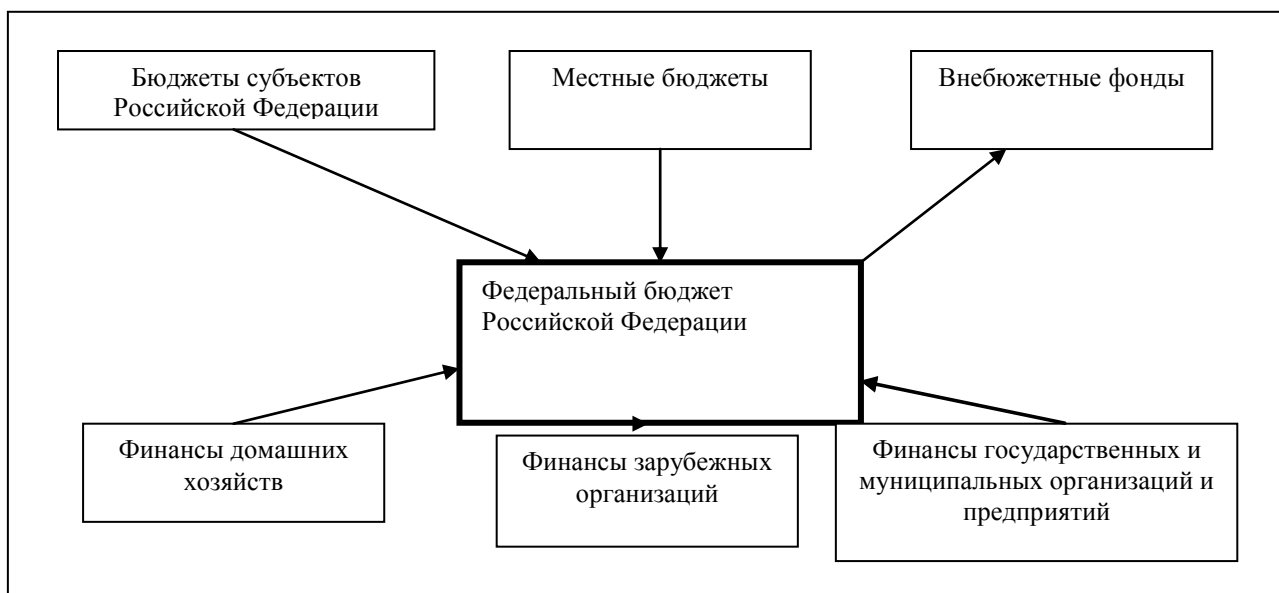 Бюджеты субъектов
Российской Федерации
Местные бюджеты
Внебюжетные фонды
Федеральный бюджет
Российской Федерации
Финансы домашних
хозяйств
Финансы зарубежных
организаций
Финансы государственных и
муниципальных организаций и
предприятий